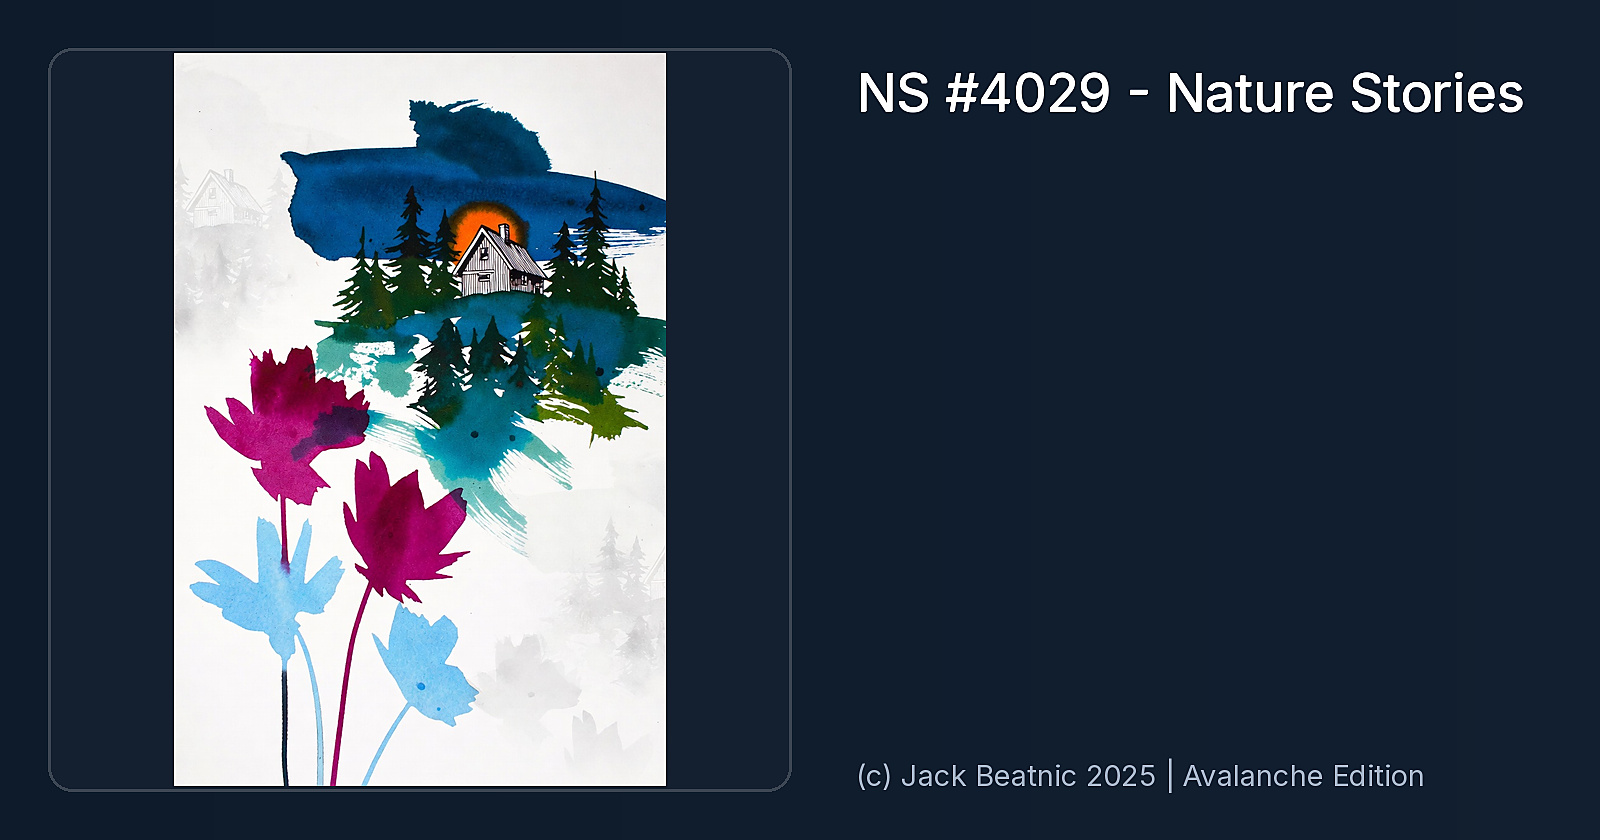 NS #4029 - Nature Stories
(c) Jack Beatnic 2025 | Avalanche Edition